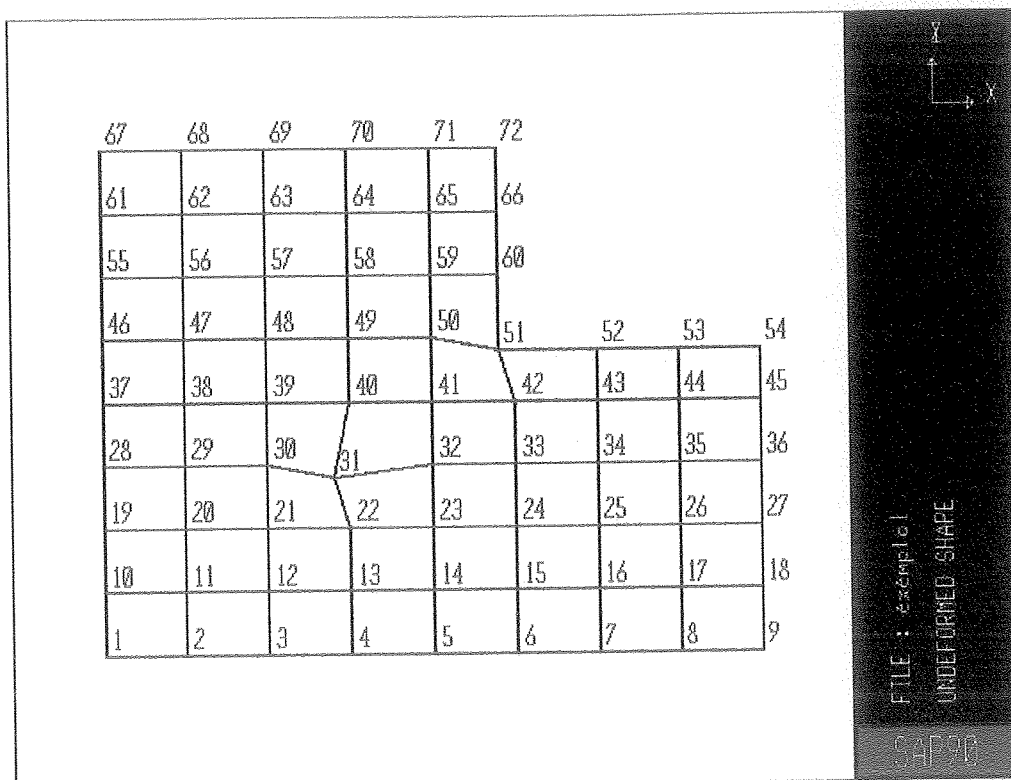 Y
X
67 68 69 70 71 72
61 62 63 64 65 66
55 56 57 58 59 60
46 47 48 49 50 51 52 53 54
37 38 39 40 41 42 43 44 45
28 29 30 31 32 33 34 35 36
19 20 21 22 23 24 25 26 27
10 11 12 13 14 15 16 17 18
1 2 3 4 5 6 7 8 9
FILE : exemplo1
UNDEFORMED SHAPE
SAP90